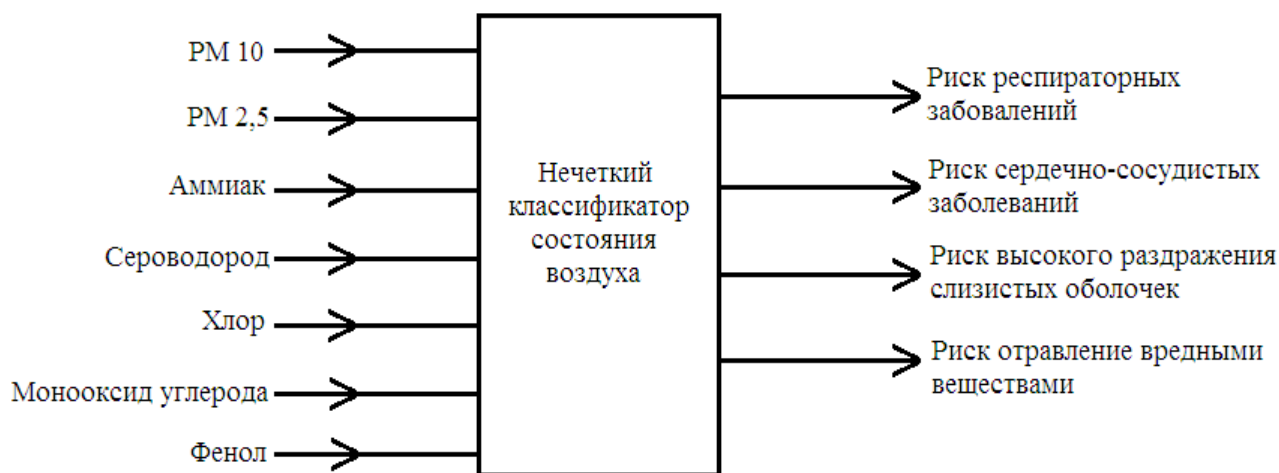 PM 10
PM 2,5
Аммиак
Сероводород
Хлор
Монооксид углерода
Фенол
Нечеткий
классификатор
состояния
воздуха
Риск респираторных
забовалений
Риск сердечно-сосудистых
заболеваний
Риск высокого раздражения
слизистых оболочек
Риск отравление вредными
веществами